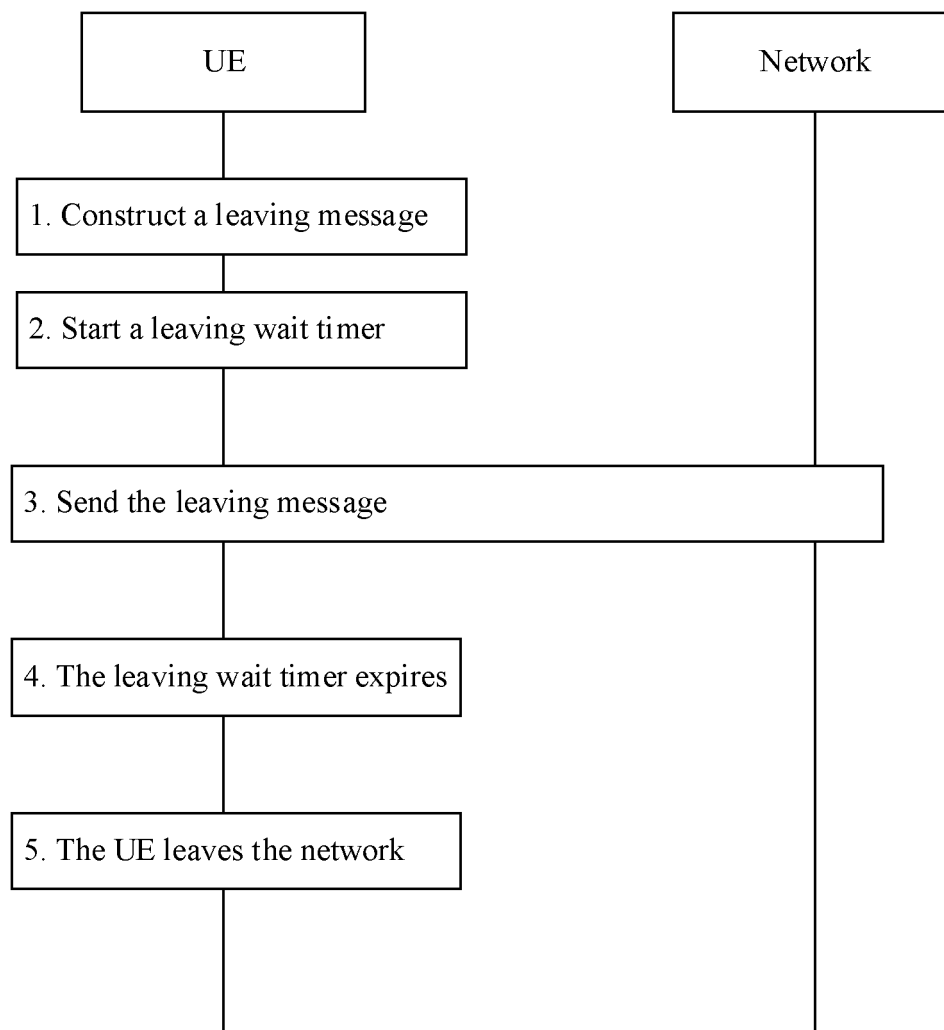 UE
Network
1. Construct a leaving message
2. Start a leaving wait timer
3. Send the leaving message
4. The leaving wait timer expires
5. The UE leaves the network